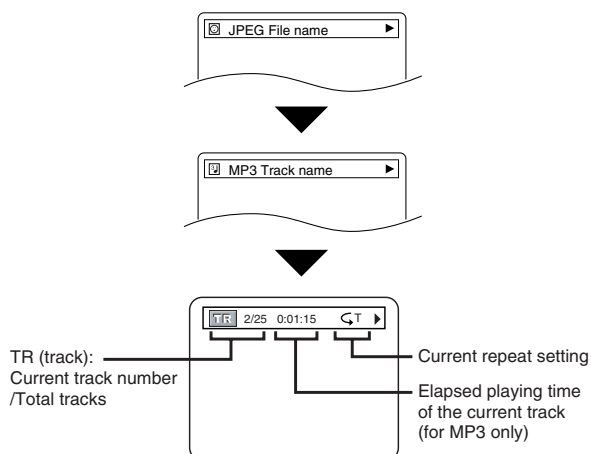 JPEG File name
MP3 Track name
TR 2/25 0:01:15 T
TR (track):
Current track number
/Total tracks
Current repeat setting
Elapsed playing time
of the current track
(for MP3 only)